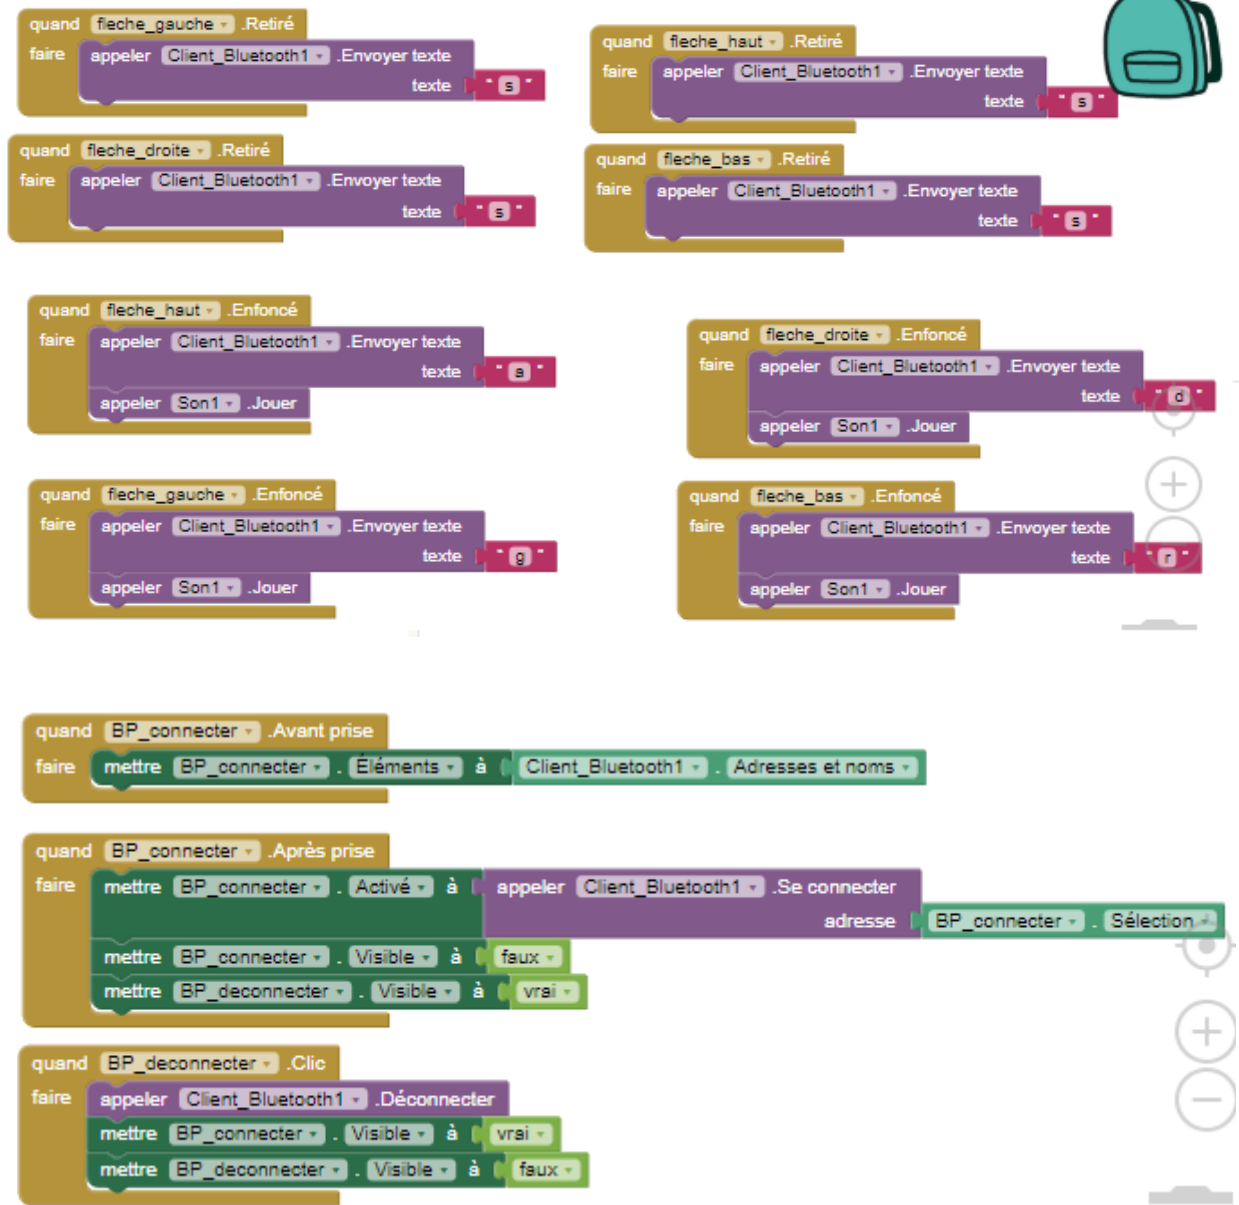 quand fleche_gauche .Retiré
faire appeler Client_Bluetooth1 .Envoyer texte
texte " s "
quand fleche_haut .Retiré
faire appeler Client_Bluetooth1 .Envoyer texte
texte " s "
quand fleche_droite .Retiré
faire appeler Client_Bluetooth1 .Envoyer texte
texte " s "
quand fleche_bas .Retiré
faire appeler Client_Bluetooth1 .Envoyer texte
texte " s "
quand fleche_haut .Enfoncé
faire appeler Client_Bluetooth1 .Envoyer texte
texte " a "
appeler Son1 .Jouer
quand fleche_droite .Enfoncé
faire appeler Client_Bluetooth1 .Envoyer texte
texte " d "
appeler Son1 .Jouer
quand fleche_gauche .Enfoncé
faire appeler Client_Bluetooth1 .Envoyer texte
texte " g "
appeler Son1 .Jouer
quand fleche_bas .Enfoncé
faire appeler Client_Bluetooth1 .Envoyer texte
texte " r "
appeler Son1 .Jouer
quand BP_connecter .Avant prise
faire mettre BP_connecter . Éléments à Client_Bluetooth1 . Adresses et noms
quand BP_connecter .Après prise
faire mettre BP_connecter . Activé à appeler Client_Bluetooth1 .Se connecter
adresse BP_connecter . Sélection
mettre BP_connecter . Visible à faux
mettre BP_deconnecter . Visible à vrai
quand BP_deconnecter .Clic
faire appeler Client_Bluetooth1 .Déconnecter
mettre BP_connecter . Visible à vrai
mettre BP_deconnecter . Visible à faux